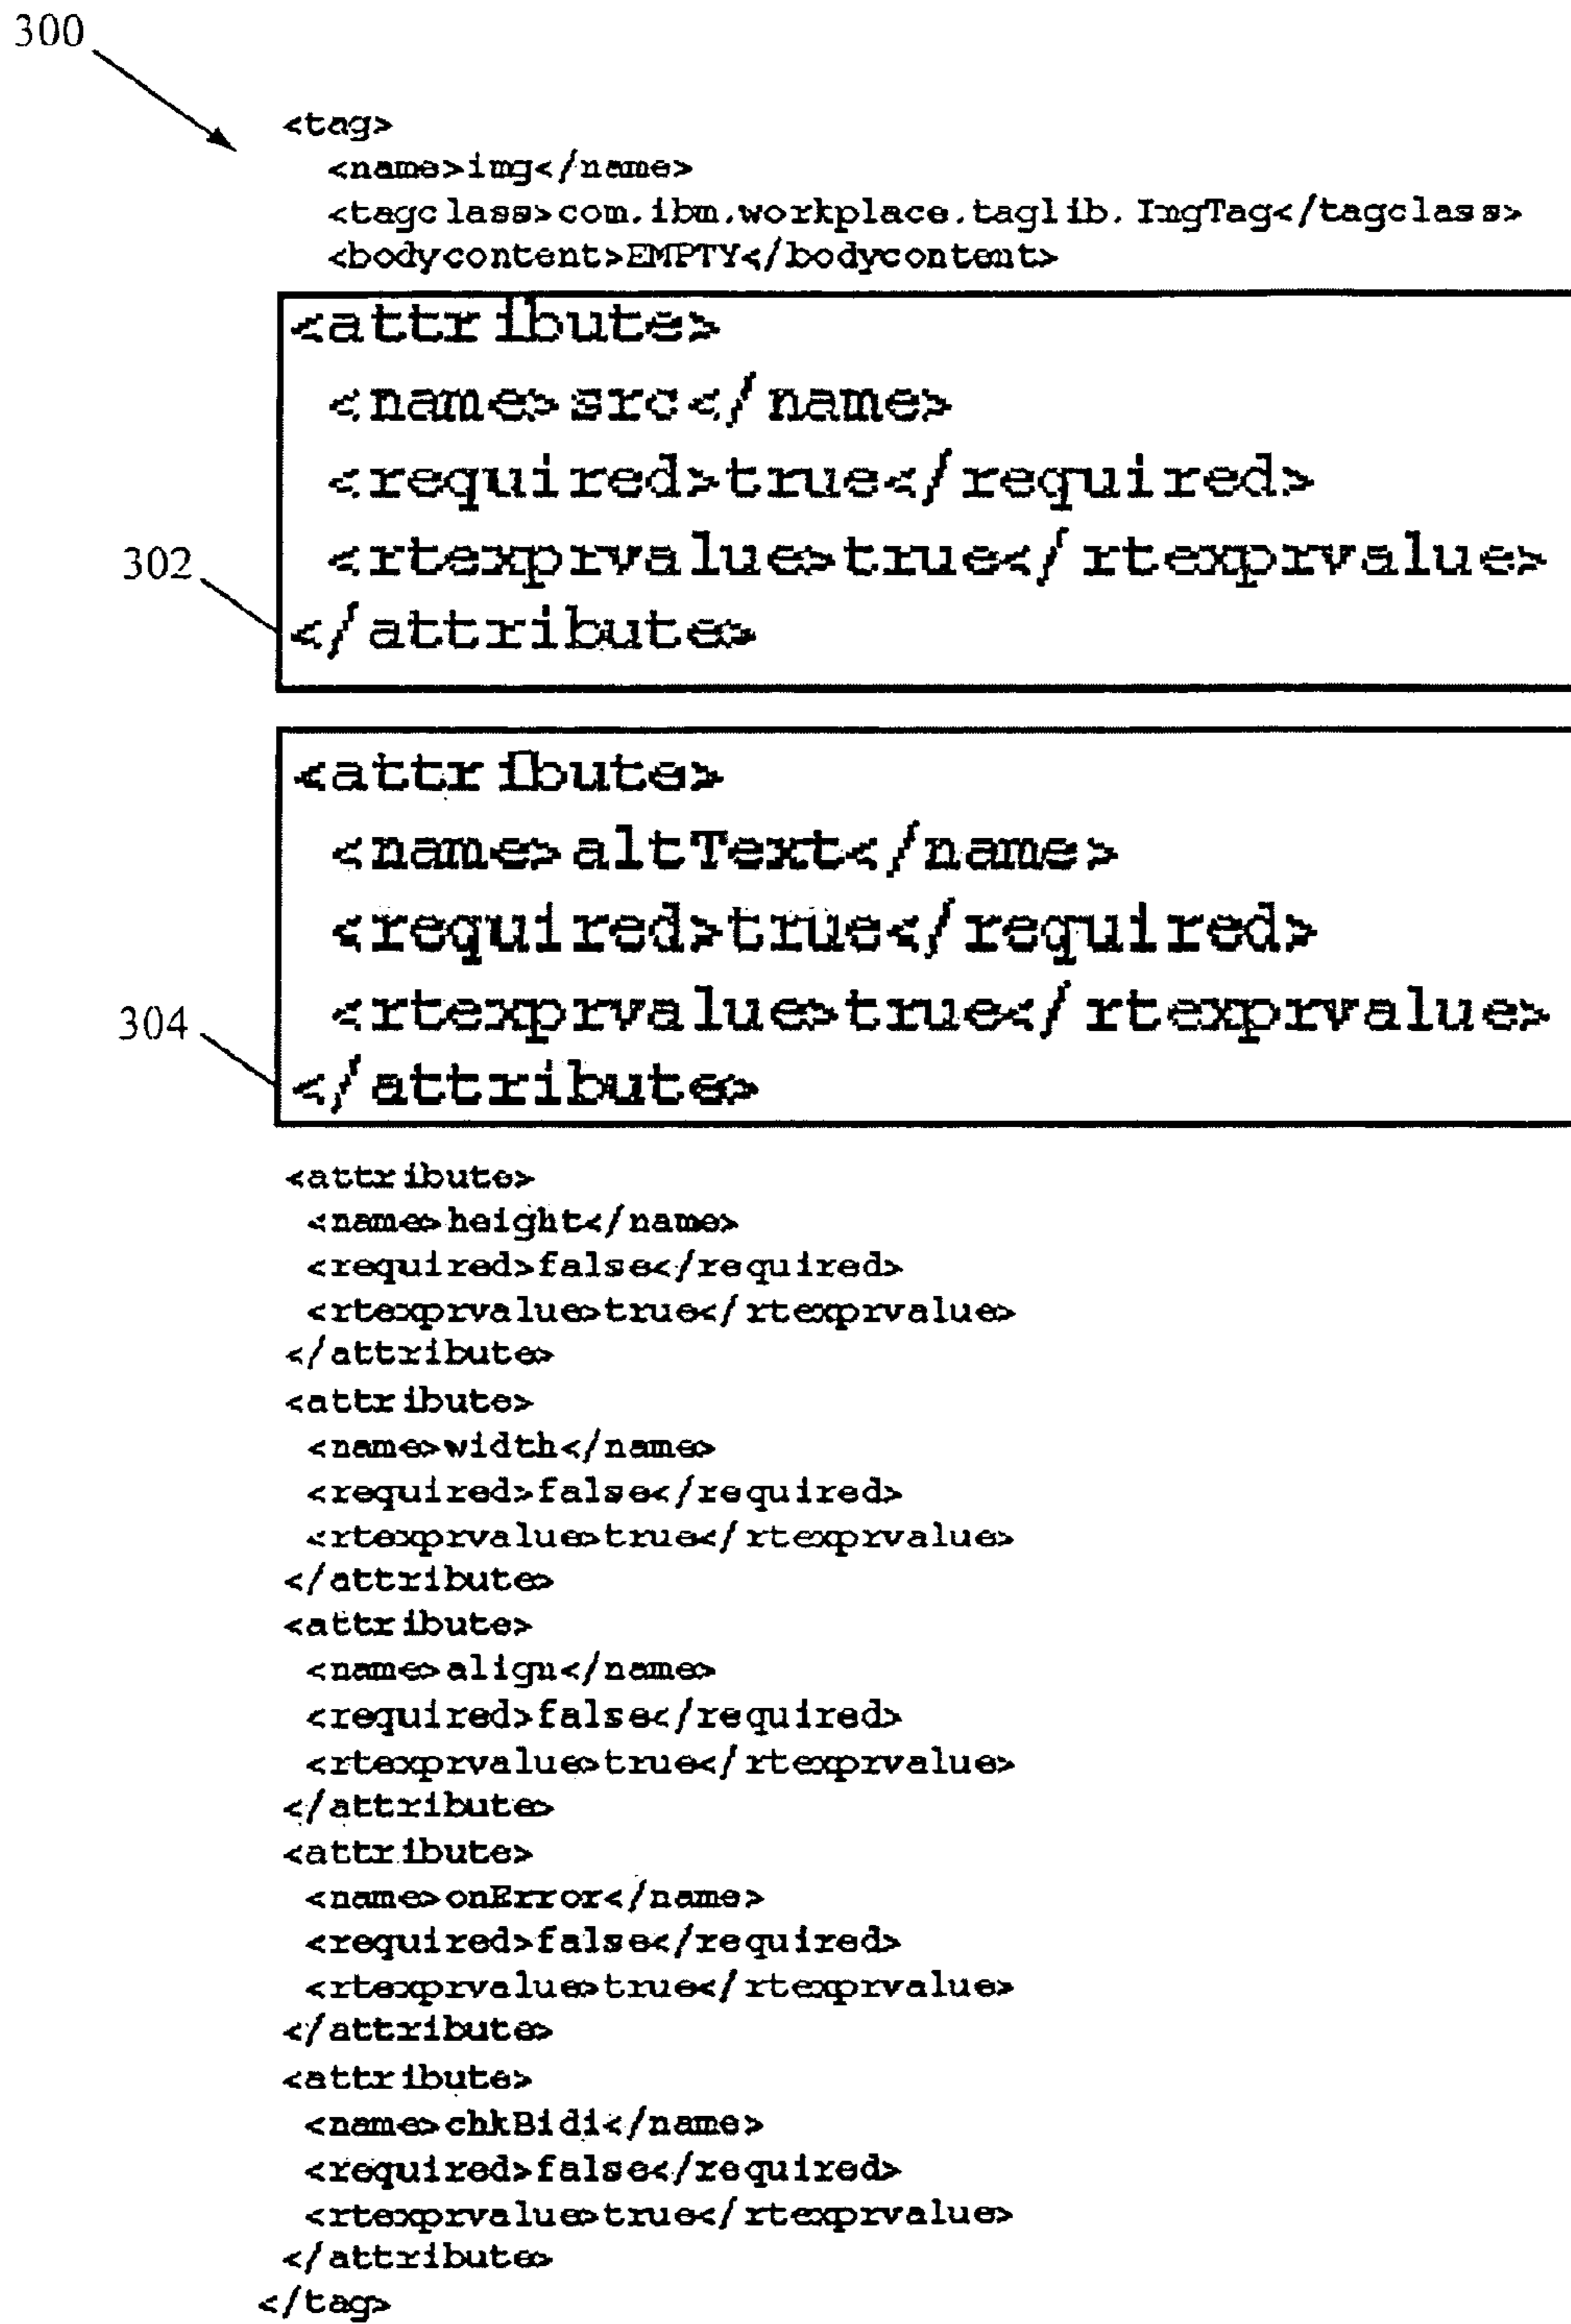 300
<tag>
<name>img</name>
<tagclass>com.ibm.workplace.taglib.ImgTag</tagclass>
<bodycontent>EMPTY</bodycontent>
<attribute>
<name>src</name>
<required>true</required>
<rtexprvalue>true</rtexprvalue>
302
</attribute>
<attribute>
<name>altText</name>
<required>true</required>
<rtexprvalue>true</rtexprvalue>
304
</attribute>
<attribute>
<name>height</name>
<required>false</required>
<rtexprvalue>true</rtexprvalue>
</attribute>
<attribute>
<name>width</name>
<required>false</required>
<rtexprvalue>true</rtexprvalue>
</attribute>
<attribute>
<name>align</name>
<required>false</required>
<rtexprvalue>true</rtexprvalue>
</attribute>
<attribute>
<name>onError</name>
<required>false</required>
<rtexprvalue>true</rtexprvalue>
</attribute>
<attribute>
<name>chkBidi</name>
<required>false</required>
<rtexprvalue>true</rtexprvalue>
</attribute>
</tag>